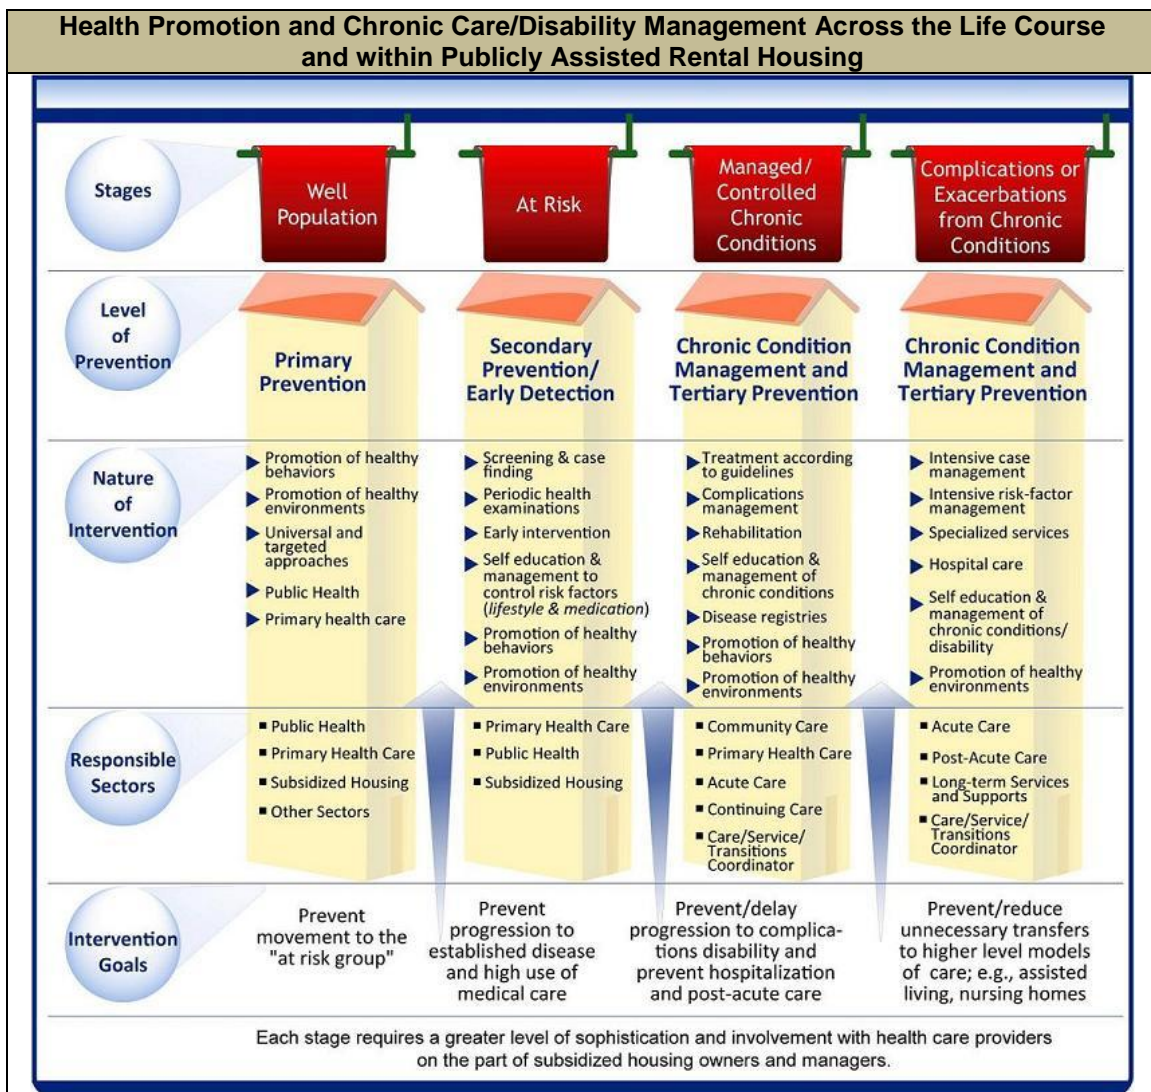 Health Promotion and Chronic Care/Disability Management Across the Life Course
and within Publicly Assisted Rental Housing
Stages
Well
Population
At Risk
Managed/
Controlled
Chronic
Conditions
Complications or
Exacerbations
from Chronic
Conditions
Level
of
Prevention
Primary
Prevention
Secondary
Prevention/
Early Detection
Chronic Condition
Management and
Tertiary Prevention
Chronic Condition
Management and
Tertiary Prevention
Nature
of
Intervention
Promotion of healthy
behaviors
Promotion of healthy
environments
Universal and
targeted
approaches
Public Health
Primary health care
Screening & case
finding
Periodic health
examinations
Early intervention
Self education &
management to
control risk factors
(lifestyle & medication)
Promotion of healthy
behaviors
Promotion of healthy
environments
Treatment according
to guidelines
Complications
management
Rehabilitation
Self education &
management of
chronic conditions
Disease registries
Promotion of healthy
behaviors
Promotion of healthy
environments
Intensive case
management
Intensive risk-factor
management
Specialized services
Hospital care
Self education &
management of
chronic conditions/
disability
Promotion of healthy
environments
Responsible
Sectors
Public Health
Primary Health Care
Subsidized Housing
Other Sectors
Primary Health Care
Public Health
Subsidized Housing
Community Care
Primary Health Care
Acute Care
Continuing Care
Care/Service/
Transitions
Coordinator
Acute Care
Post-Acute Care
Long-term Services
and Supports
Care/Service/
Transitions
Coordinator
Intervention
Goals
Prevent
movement to the
"at risk group"
Prevent
progression to
established disease
and high use of
medical care
Prevent/delay
progression to complica-
tions disability and
prevent hospitalization
and post-acute care
Prevent/reduce
unnecessary transfers
to higher level models
of care; e.g., assisted
living, nursing homes
Each stage requires a greater level of sophistication and involvement with health care providers
on the part of subsidized housing owners and managers.